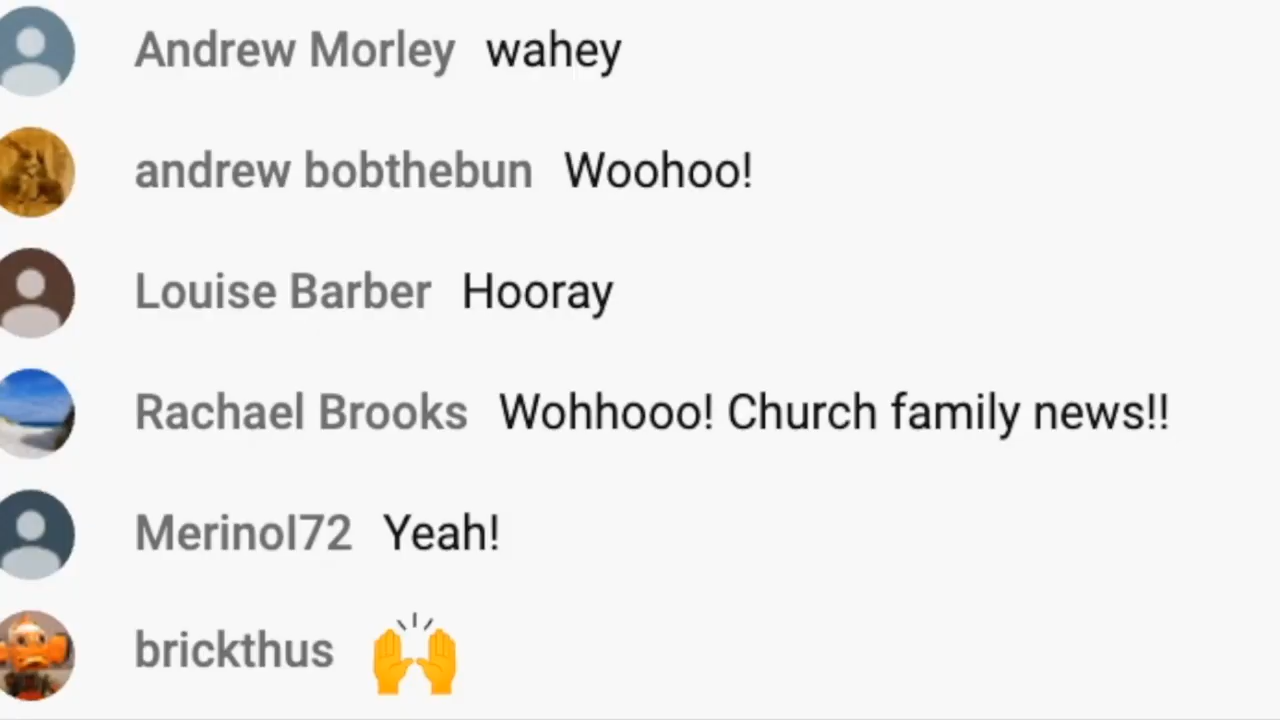 Andrew Morley wahey
andrew bobthebun Woohoo!
Louise Barber Hooray
Rachael Brooks Wohhooo! Church family news!!
Merinol72 Yeah!
brickthus 🙌